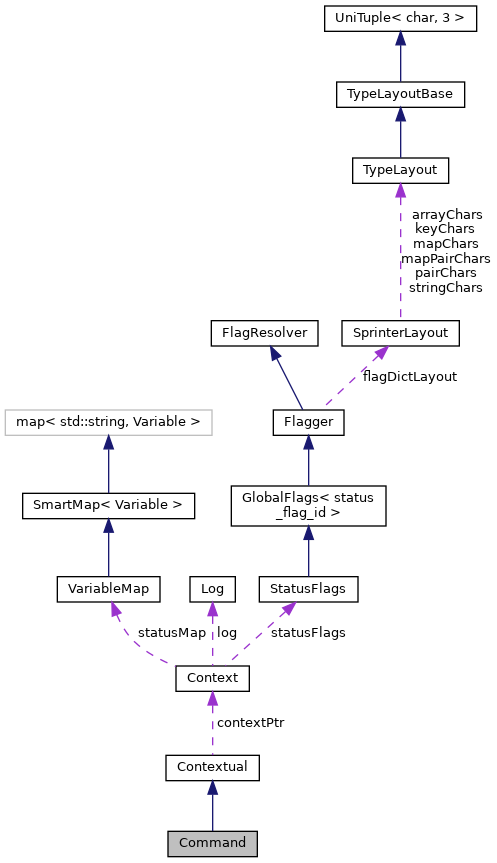 UniTuple< char, 3 >
TypeLayoutBase
TypeLayout
arrayChars
keyChars
mapChars
mapPairChars
pairChars
stringChars
FlagResolver
SprinterLayout
flagDictLayout
map< std::string, Variable >
Flagger
SmartMap< Variable >
GlobalFlags< status
_flag_id >
VariableMap
Log
StatusFlags
statusMap
log
statusFlags
Context
contextPtr
Contextual
Command